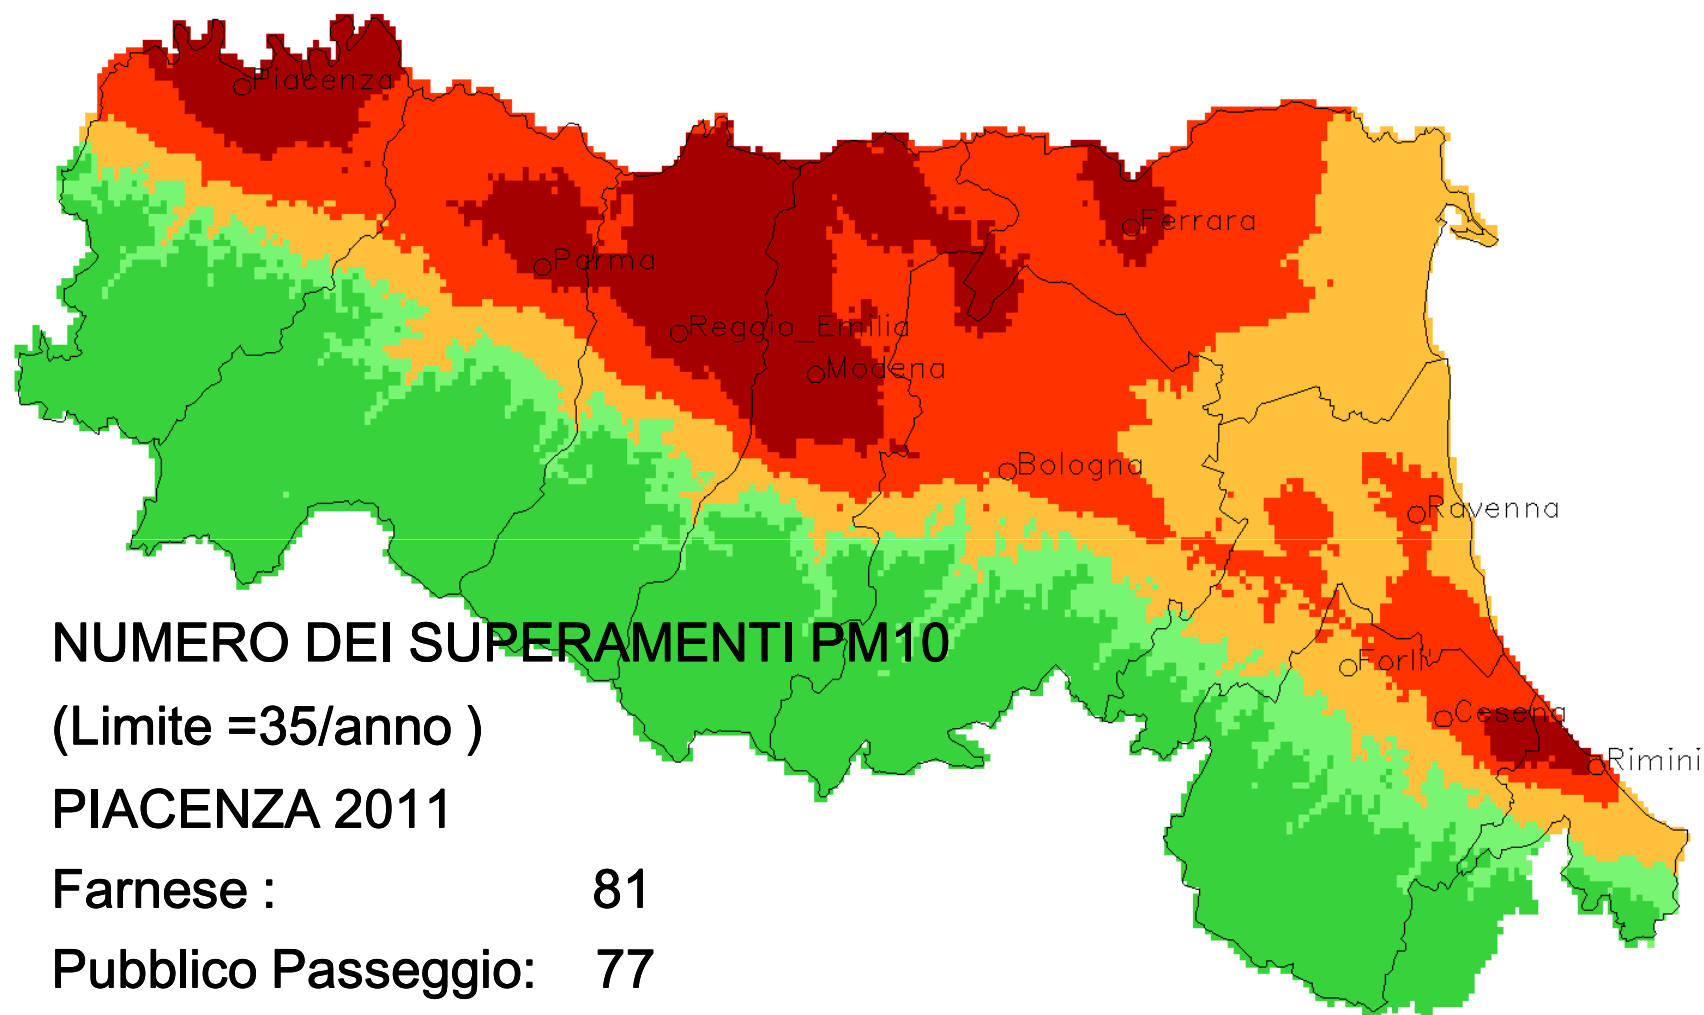 Piacenza
Ferrara
Parma
Reggio_Emilia
Modena
Bologna
Ravenna
NUMERO DEI SUPERAMENTI PM10
Forli'
(Limite =35/anno )
Cesena
Rimini
PIACENZA 2011
Farnese : 81
Pubblico Passeggio: 77